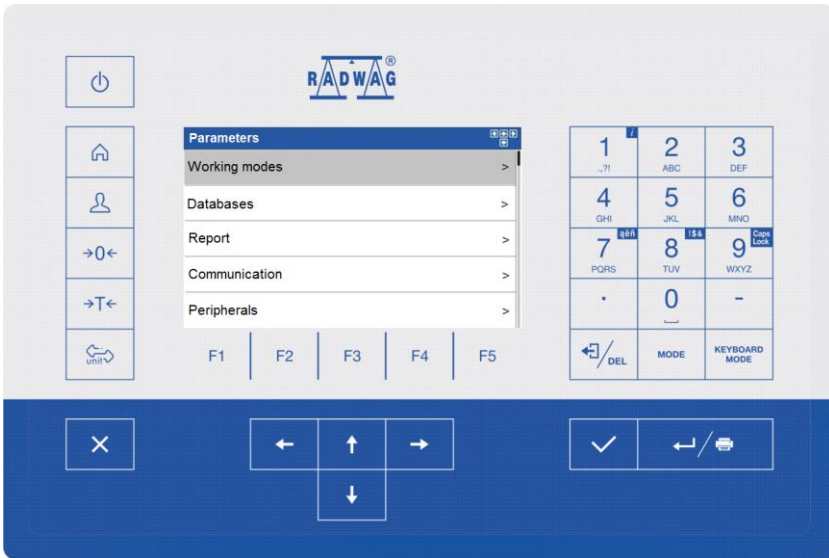 RADWAG®
Parameters
Working modes >
Databases >
Report >
Communication >
Peripherals >
→0←
→T←
unit
F1 F2 F3 F4 F5
1 i
.,?!
2
ABC
3
DEF
4
GHI
5
JKL
6
MNO
7 ąěñ
PQRS
8 !$&
TUV
9 Caps Lock
WXYZ
.
0
-
/DEL
MODE
KEYBOARD
MODE